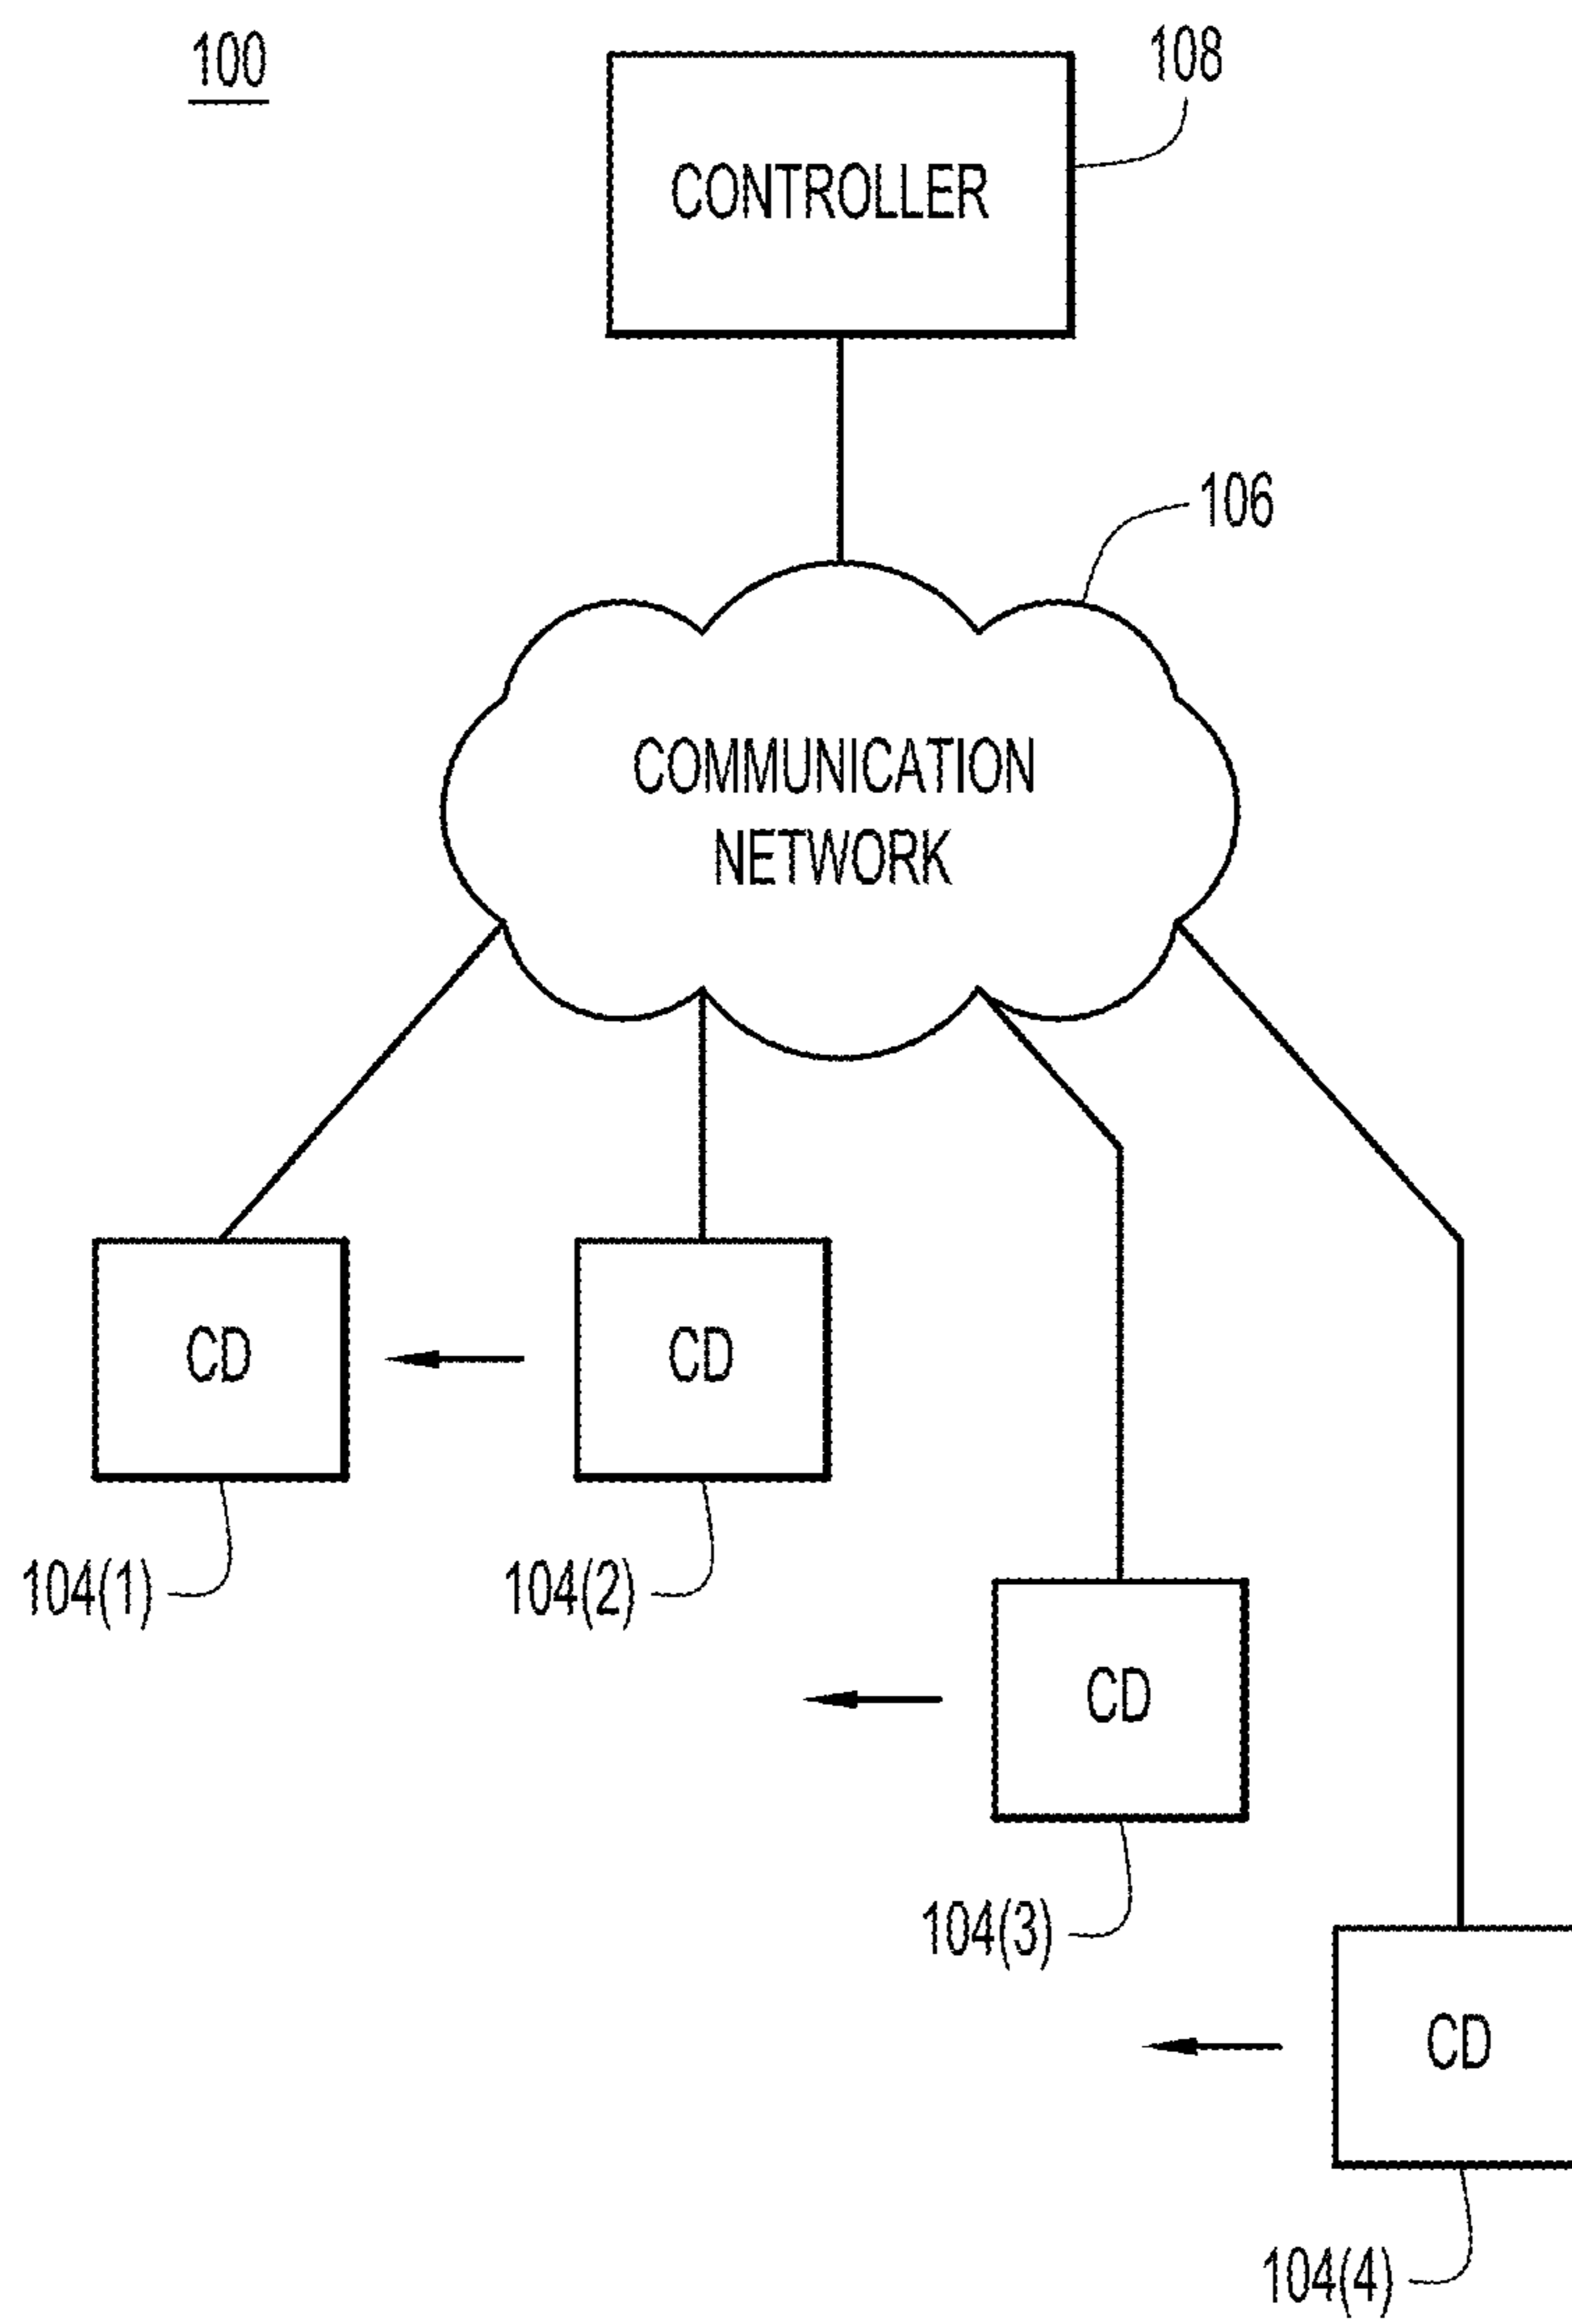 100
108
CONTROLLER
106
COMMUNICATION
NETWORK
CD
CD
104(1)
104(2)
CD
104(3)
CD
104(4)